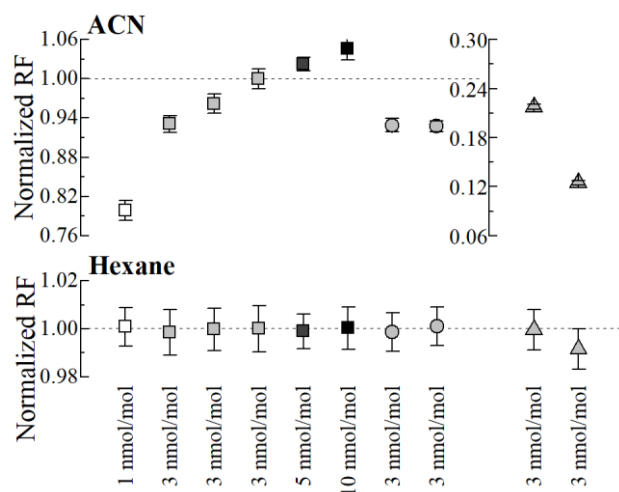 ACN
Normalized RF
1.06
1.00
0.94
0.88
0.82
0.76
0.30
0.24
0.18
0.12
0.06
Hexane
Normalized RF
1.02
1.00
0.98
1 nmol/mol
3 nmol/mol
3 nmol/mol
3 nmol/mol
5 nmol/mol
10 nmol/mol
3 nmol/mol
3 nmol/mol
3 nmol/mol
3 nmol/mol